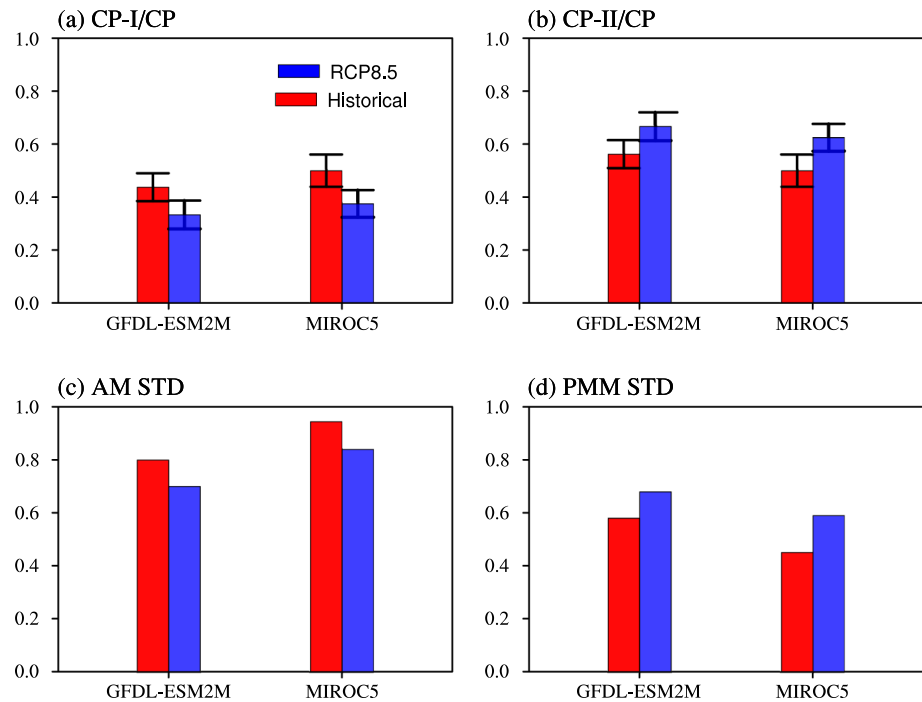 (a) CP-I/CP
1.0
0.8
0.6
0.4
0.2
0.0
RCP8.5
Historical
GFDL-ESM2M MIROC5
(b) CP-II/CP
1.0
0.8
0.6
0.4
0.2
0.0
GFDL-ESM2M MIROC5
(c) AM STD
1.0
0.8
0.6
0.4
0.2
0.0
GFDL-ESM2M MIROC5
(d) PMM STD
1.0
0.8
0.6
0.4
0.2
0.0
GFDL-ESM2M MIROC5